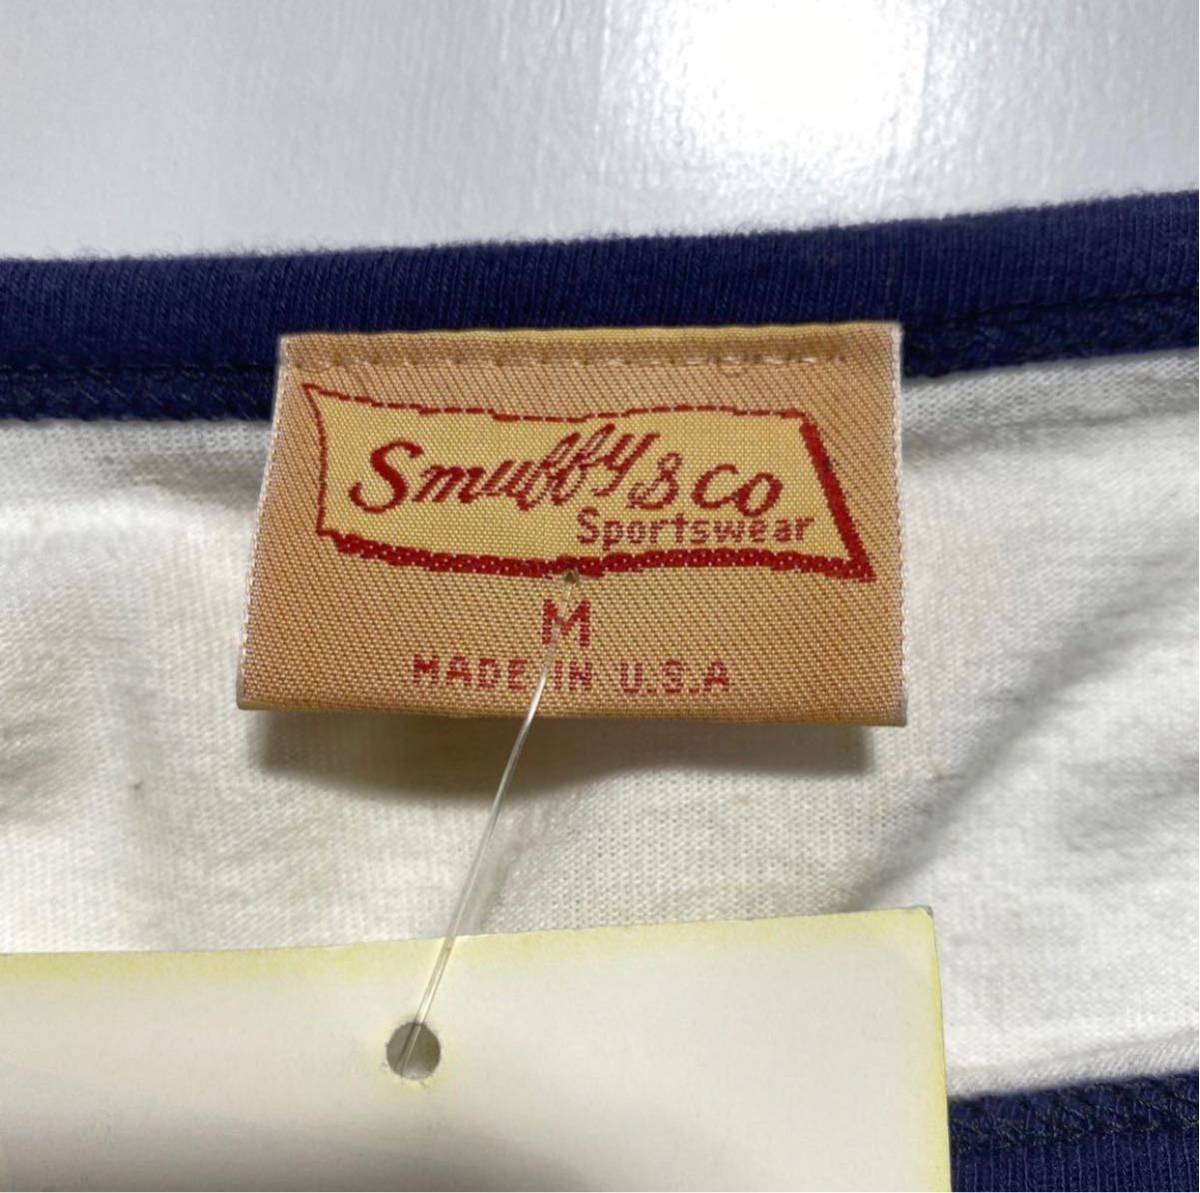 Smuffy & co
Sportswear
M
MADE IN U.S.A